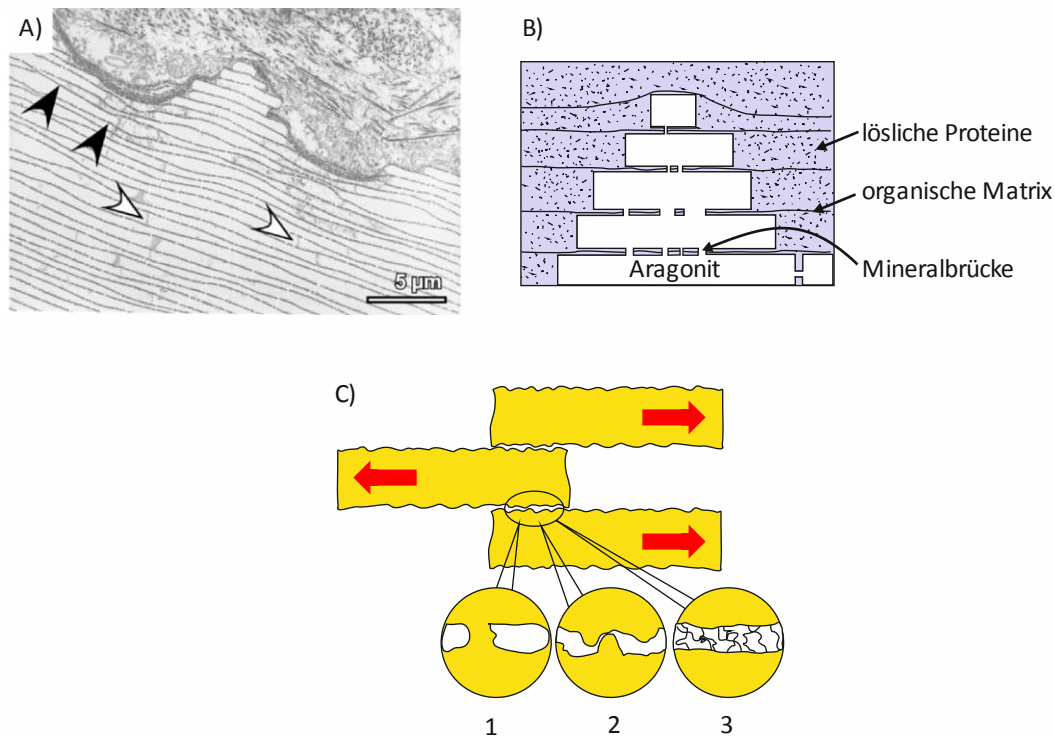 A)
5 µm
B)
lösliche Proteine
organische Matrix
Mineralbrücke
Aragonit
C)
1
2
3